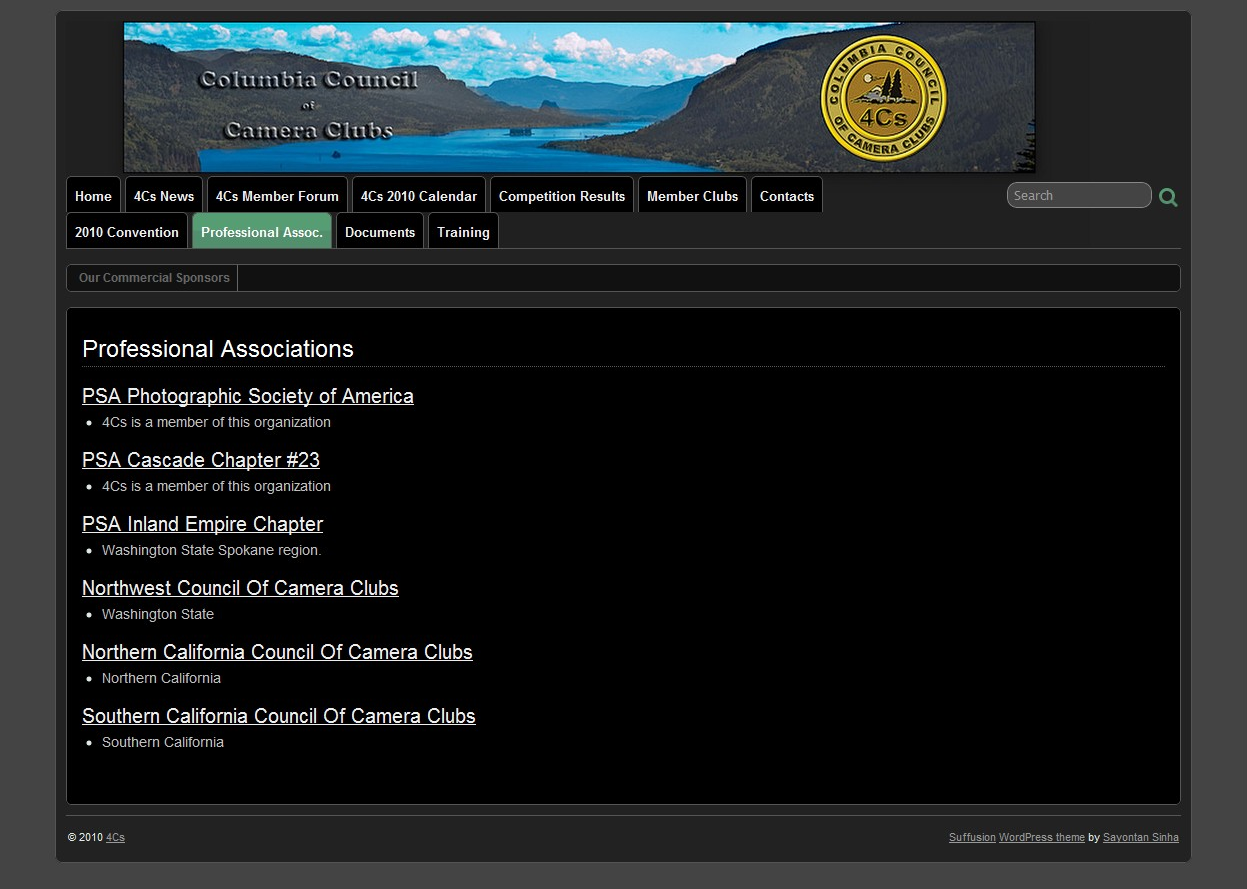 Columbia Council
of
Camera Clubs
COLUMBIA COUNCIL
4Cs
OF CAMERA CLUBS
Home 4Cs News 4Cs Member Forum 4Cs 2010 Calendar Competition Results Member Clubs Contacts Search
2010 Convention Professional Assoc. Documents Training
Our Commercial Sponsors
Professional Associations
PSA Photographic Society of America
• 4Cs is a member of this organization
PSA Cascade Chapter #23
• 4Cs is a member of this organization
PSA Inland Empire Chapter
• Washington State Spokane region.
Northwest Council Of Camera Clubs
• Washington State
Northern California Council Of Camera Clubs
• Northern California
Southern California Council Of Camera Clubs
• Southern California
© 2010 4Cs Suffusion WordPress theme by Sayontan Sinha